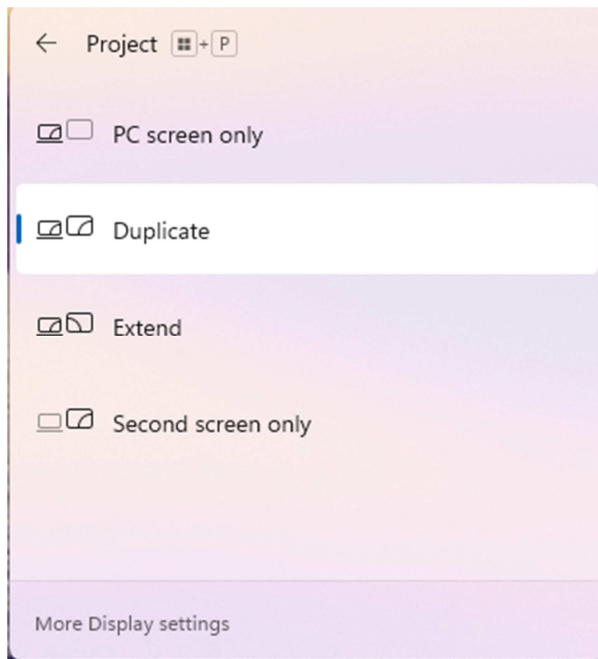 Project + P
PC screen only
Duplicate
Extend
Second screen only
More Display settings